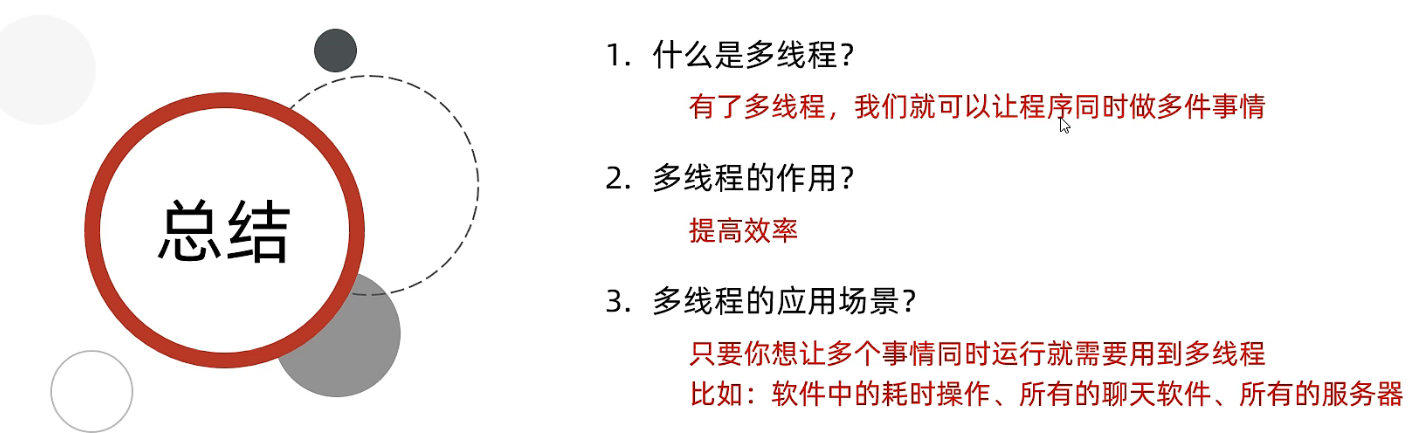 总结
1. 什么是多线程？
有了多线程，我们就可以让程序同时做多件事情
2. 多线程的作用？
提高效率
3. 多线程的应用场景？
只要你想让多个事情同时运行就需要用到多线程
比如：软件中的耗时操作、所有的聊天软件、所有的服务器